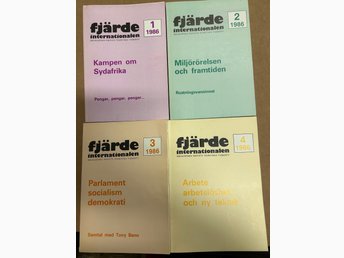 fjärde
internationalen
1
1986
Kampen om
Sydafrika
Pengar, pengar, pengar...
fjärde
internationalen
2
1986
Miljörörelsen
och framtiden
Rustningsvansinnet
fjärde
internationalen
3
1986
Parlament
socialism
demokrati
Samtal med Tony Benn
fjärde
internationalen
4
1986
Arbete
arbetslöshet
och ny teknik